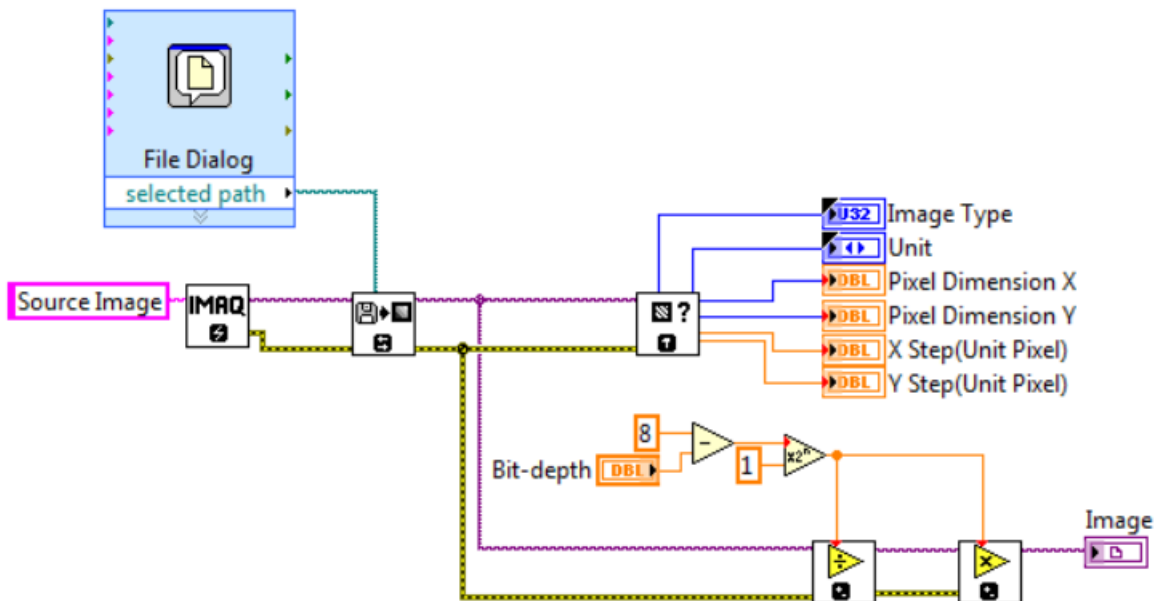 File Dialog
selected path
Source Image
IMAQ
?
U32 Image Type
Unit
DBL Pixel Dimension X
DBL Pixel Dimension Y
DBL X Step(Unit Pixel)
DBL Y Step(Unit Pixel)
8
-
Bit-depth DBL
1
x2ⁿ
Image
÷
x